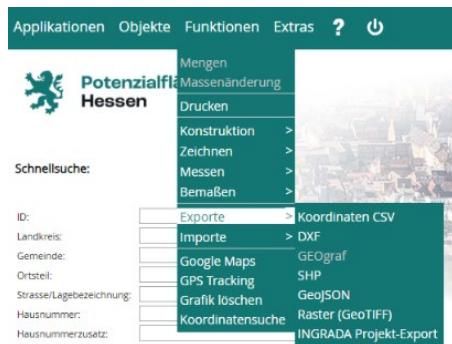 Applikationen Objekte Funktionen Extras ?
Potenzialflä
Hessen
Schnellsuche:
ID:
Landkreis:
Gemeinde:
Ortsteil:
Strasse/Lagebezeichnung:
Hausnummer:
Hausnummerzusatz:
Mengen
Massenänderung
Drucken
Konstruktion >
Zeichnen >
Messen >
Bemaßen >
Exporte >
Importe >
Google Maps
GPS Tracking
Grafik löschen
Koordinatensuche
Koordinaten CSV
DXF
GEOgraf
SHP
GeoJSON
Raster (GeoTIFF)
INGRADA Projekt-Export